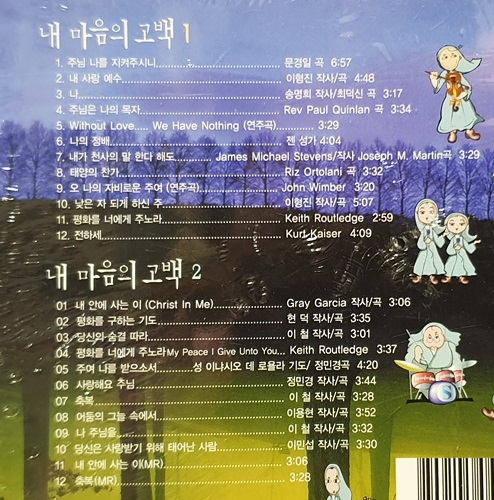 내 마음의 고백 1
1. 주님 나를 지켜주시니.................................... 문경일 곡 6:57
2. 내 사랑 예수.................................... 이형진 작사/곡 4:48
3. 나.................................... 송명희 작사/최덕신 곡 3:17
4. 주님은 나의 목자.................................... Rev Paul Quinlan 곡 3:34
5. Without Love..... We Have Nothing (연주곡)............ 3:29
6. 나의 정배.................................... 젠 성가 4:04
7. 내가 천사의 말 한다 해도........... James Michael Stevens/작사 Joseph M. Martin곡 3:29
8. 태양의 찬가.................................... Riz Ortolani 곡 3:32
9. 오 나의 자비로운 주여 (연주곡)................ John Wimber 3:20
10. 낮은 자 되게 하신 주.................................... 이형진 작사/곡 5:07
11. 평화를 너에게 주노라........................ Keith Routledge 2:59
12. 전하세.................................... Kurt Kaiser 4:09
내 마음의 고백 2
01 내 안에 사는 이 (Christ In Me)................ Gray Garcia 작사/곡 3:06
02 평화를 구하는 기도........................ 현 덕 작사/곡 3:35
03 당신의 숨결 따라........................ 이 철 작사/곡 3:01
04 평화를 너에게 주노라 My Peace I Give Unto You... Keith Routledge 3:37
05 주여 나를 받으소서....... 성 이냐시오 데 로욜라 기도/ 정민경곡 4:20
06 사랑해요 주님........................ 정민경 작사/곡 3:44
07 축복.................................... 이 철 작사/곡 3:28
08 어둠의 그늘 속에서........................ 이용현 작사/곡 3:52
09 나 주님을.................................... 이 철 작사/곡 3:32
10 당신은 사랑받기 위해 태어난 사람............ 이민섭 작사/곡 3:30
11 내 안에 사는 이(MR)........................ 3:06
12 축복(MR).................................... 3:28